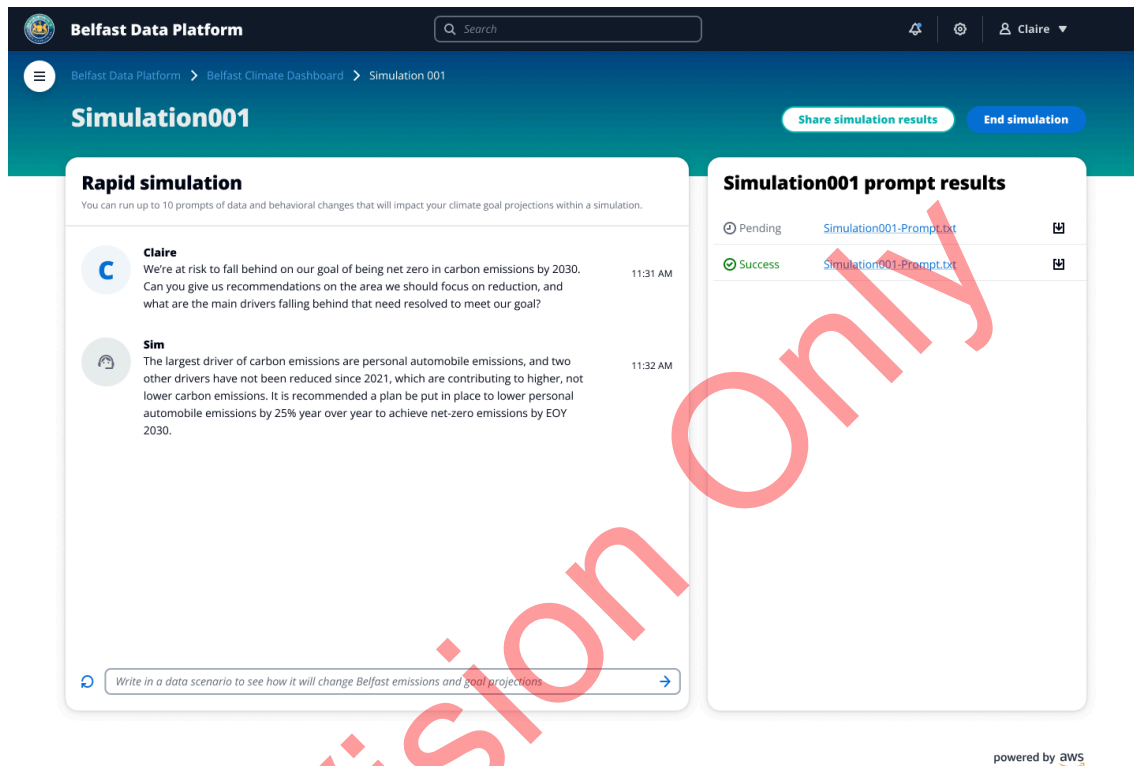 Belfast Data Platform
Search
Claire
Belfast Data Platform > Belfast Climate Dashboard > Simulation 001
Simulation001
Share simulation results
End simulation
Rapid simulation
You can run up to 10 prompts of data and behavioral changes that will impact your climate goal projections within a simulation.
C
Claire
We're at risk to fall behind on our goal of being net zero in carbon emissions by 2030.
Can you give us recommendations on the area we should focus on reduction, and
what are the main drivers falling behind that need resolved to meet our goal?
11:31 AM
Sim
The largest driver of carbon emissions are personal automobile emissions, and two
other drivers have not been reduced since 2021, which are contributing to higher, not
lower carbon emissions. It is recommended a plan be put in place to lower personal
automobile emissions by 25% year over year to achieve net-zero emissions by EOY
2030.
11:32 AM
Write in a data scenario to see how it will change Belfast emissions and goal projections
Simulation001 prompt results
Pending Simulation001-Prompt.txt
Success Simulation001-Prompt.txt
vision Only
powered by aws